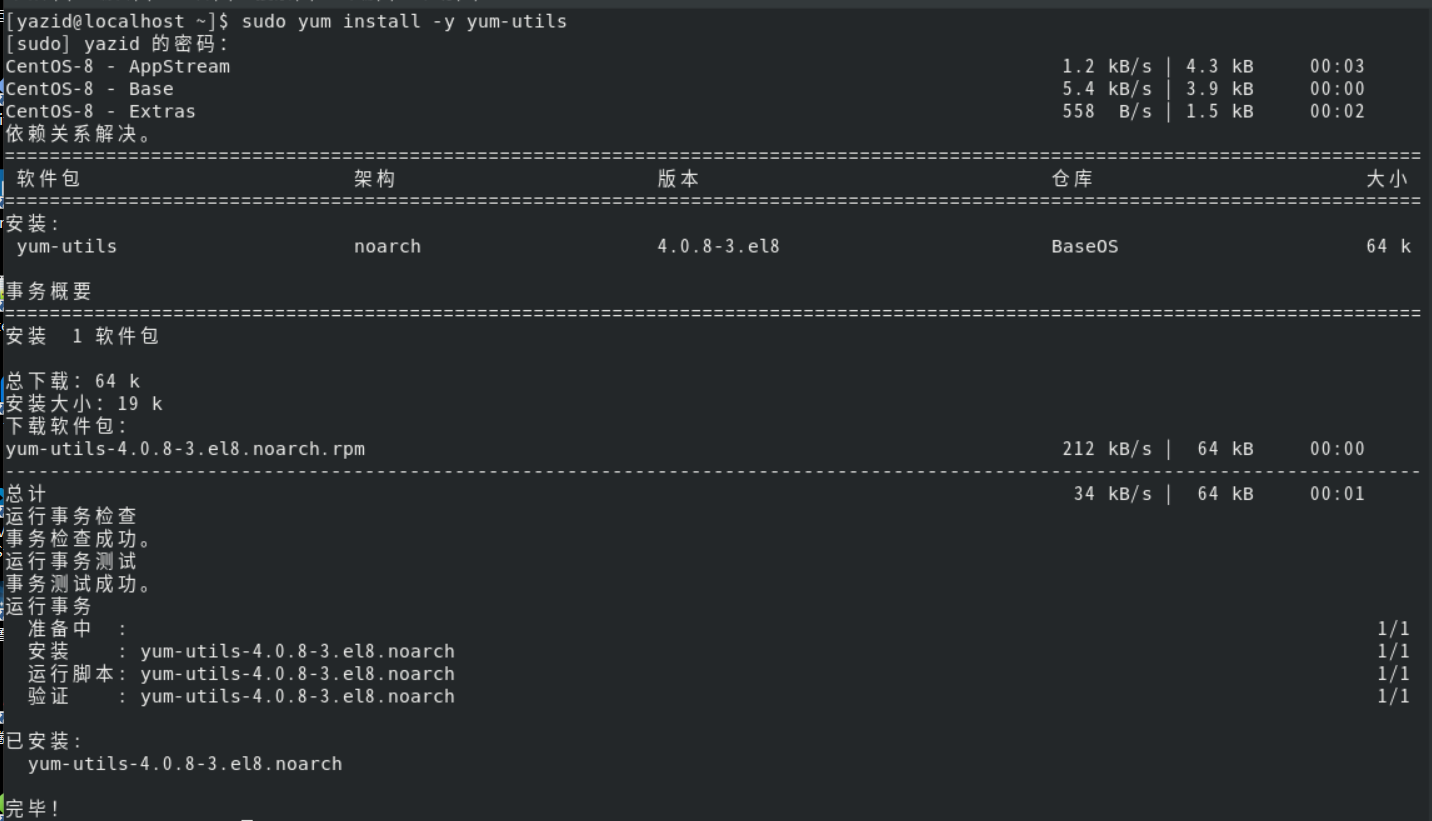 [yazid@localhost ~]$ sudo yum install -y yum-utils
[sudo] yazid 的密码：
CentOS-8 - AppStream 1.2 kB/s | 4.3 kB 00:03
CentOS-8 - Base 5.4 kB/s | 3.9 kB 00:00
CentOS-8 - Extras 558 B/s | 1.5 kB 00:02
依赖关系解决。
软件包 架构 版本 仓库 大小
安装:
yum-utils noarch 4.0.8-3.el8 BaseOS 64 k
事务概要
安装 1 软件包
总下载：64 k
安装大小：19 k
下载软件包：
yum-utils-4.0.8-3.el8.noarch.rpm 212 kB/s | 64 kB 00:00
总计 34 kB/s | 64 kB 00:01
运行事务检查
事务检查成功。
运行事务测试
事务测试成功。
运行事务
准备中 : 1/1
安装 : yum-utils-4.0.8-3.el8.noarch 1/1
运行脚本: yum-utils-4.0.8-3.el8.noarch 1/1
验证 : yum-utils-4.0.8-3.el8.noarch 1/1
已安装:
yum-utils-4.0.8-3.el8.noarch
完毕！